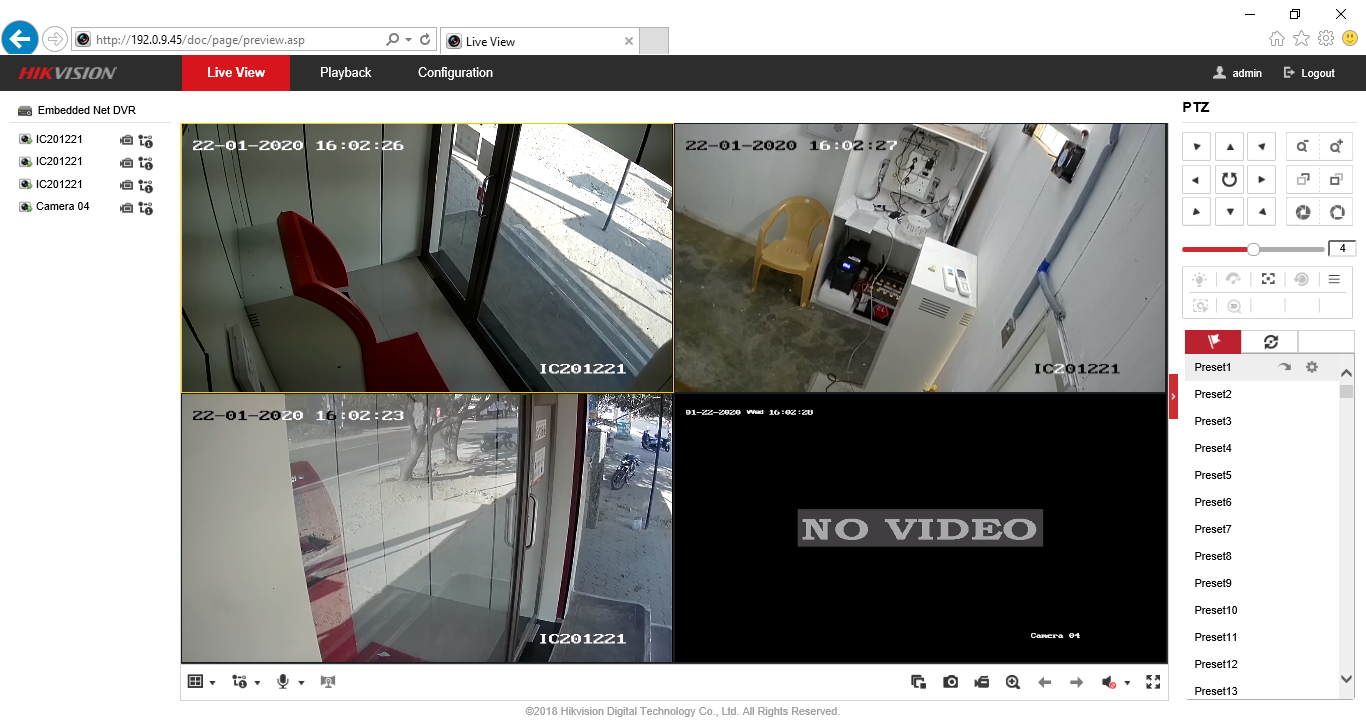 http://192.0.9.45/doc/page/preview.asp
Live View
HIKVISION
Live View
Playback
Configuration
admin
Logout
Embedded Net DVR
IC201221
IC201221
IC201221
Camera 04
22-01-2020 16:02:26
IC201221
22-01-2020 16:02:27
IC201221
22-01-2020 16:02:23
IC201221
01-22-2020 Wed 16:02:28
NO VIDEO
Camera 04
PTZ
4
3D
Preset1
Preset2
Preset3
Preset4
Preset5
Preset6
Preset7
Preset8
Preset9
Preset10
Preset11
Preset12
Preset13
©2018 Hikvision Digital Technology Co., Ltd. All Rights Reserved.